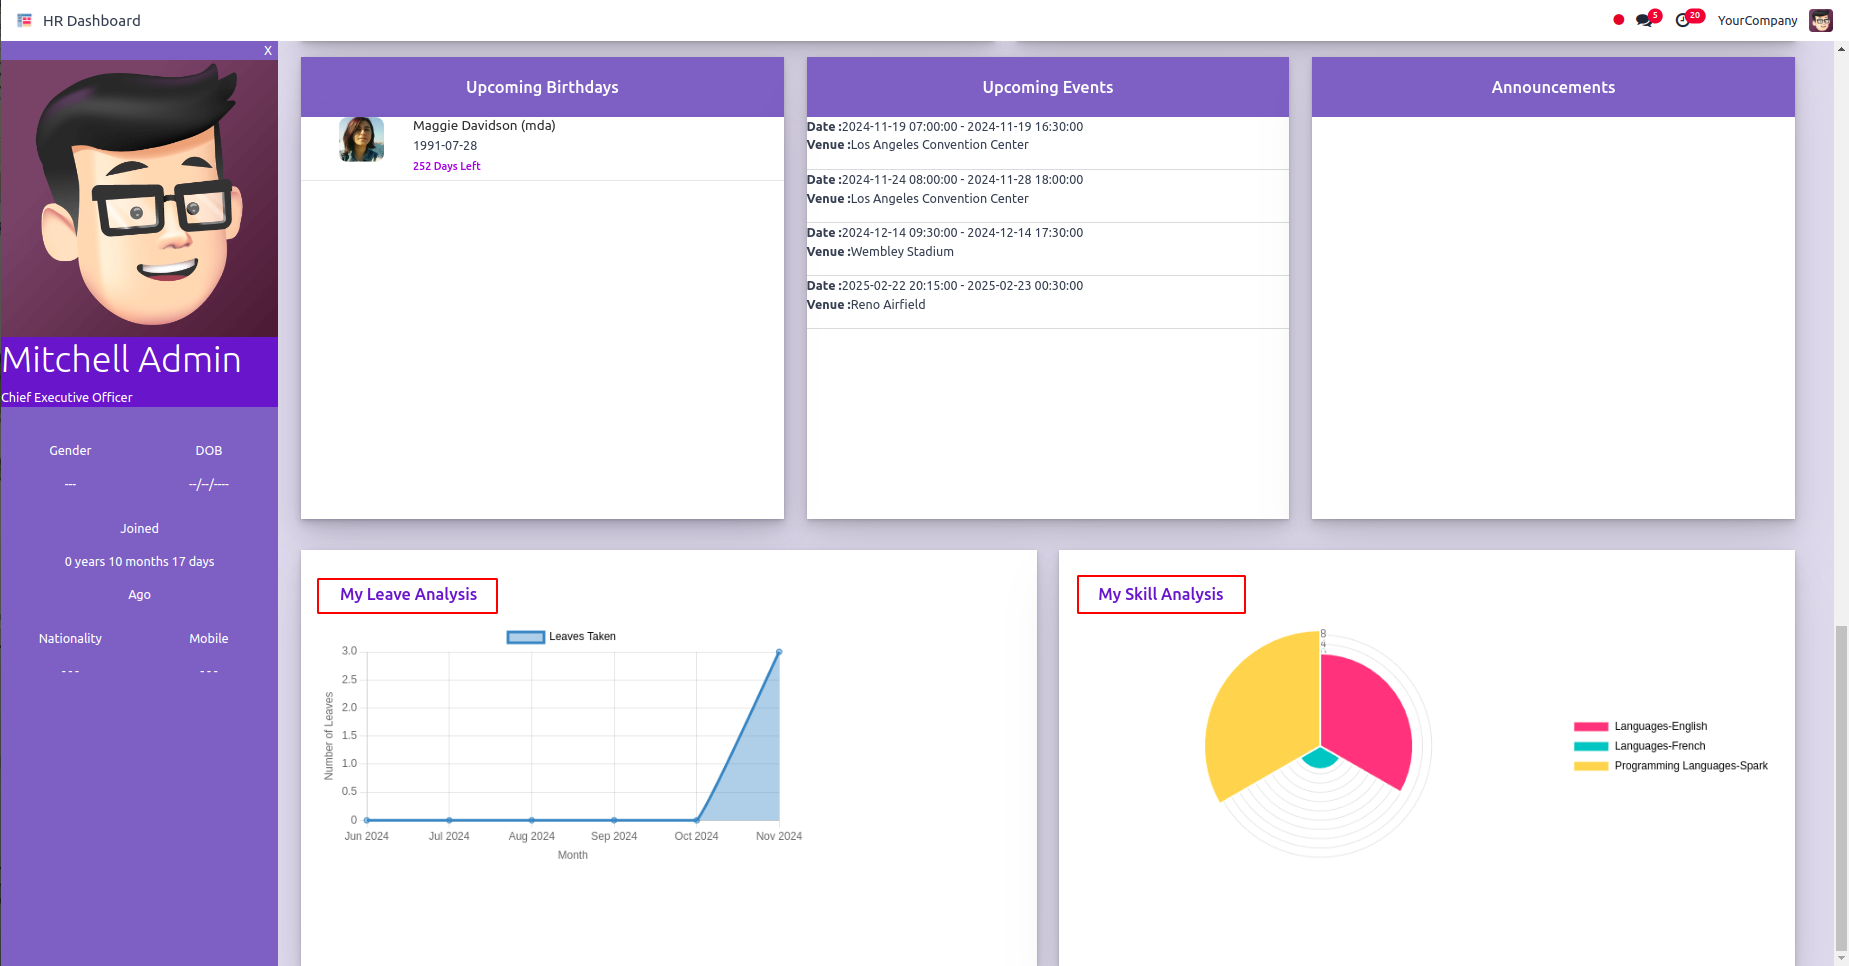 HR Dashboard
5
20
YourCompany
X
Mitchell Admin
Chief Executive Officer
Gender
DOB
---
--/--/----
Joined
0 years 10 months 17 days
Ago
Nationality
Mobile
---
---
Upcoming Birthdays
Maggie Davidson (mda)
1991-07-28
252 Days Left
Upcoming Events
Date :2024-11-19 07:00:00 - 2024-11-19 16:30:00
Venue :Los Angeles Convention Center
Date :2024-11-24 08:00:00 - 2024-11-28 18:00:00
Venue :Los Angeles Convention Center
Date :2024-12-14 09:30:00 - 2024-12-14 17:30:00
Venue :Wembley Stadium
Date :2025-02-22 20:15:00 - 2025-02-23 00:30:00
Venue :Reno Airfield
Announcements
My Leave Analysis
Leaves Taken
3.0
2.5
2.0
1.5
1.0
0.5
0
Number of Leaves
Jun 2024
Jul 2024
Aug 2024
Sep 2024
Oct 2024
Nov 2024
Month
My Skill Analysis
8
4
Languages-English
Languages-French
Programming Languages-Spark